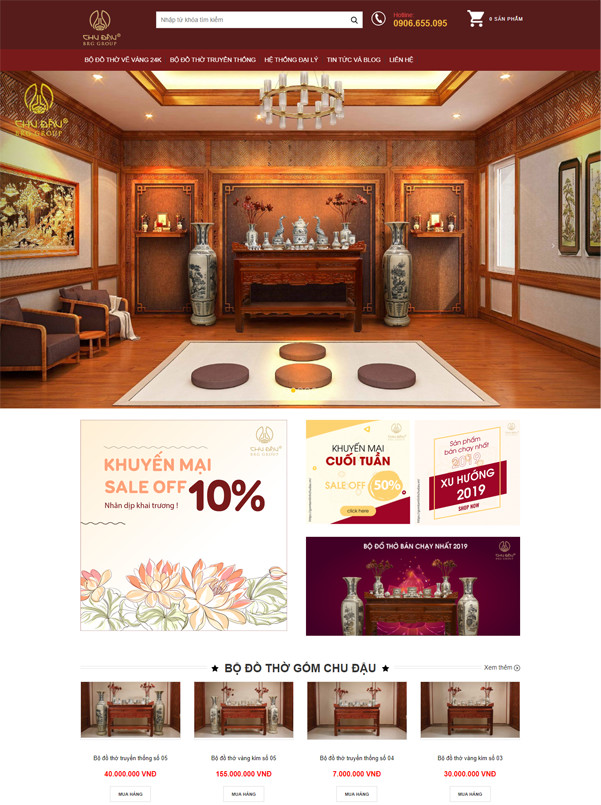 CHU ĐẬU®
BRG GROUP
Nhập từ khóa tìm kiếm
Hotline:
0906.655.095
0 SẢN PHẨM
BỘ ĐỒ THỜ VẼ VÀNG 24K
BỘ ĐỒ THỜ TRUYỀN THỐNG
HỆ THỐNG ĐẠI LÝ
TIN TỨC VÀ BLOG
LIÊN HỆ
CHU ĐẬU®
BRG GROUP
CHU ĐẬU®
BRG GROUP
KHUYẾN MẠI
SALE OFF 10%
Nhân dịp khai trương !
CHU ĐẬU
KHUYẾN MẠI
CUỐI TUẦN
SALE OFF 50%
click here
Sản phẩm
bán chạy nhất
2019
XU HƯỚNG
2019
SHOP NOW
BỘ ĐỒ THỜ BÁN CHẠY NHẤT 2019
CHU ĐẬU®
BRG GROUP
BỘ ĐỒ THỜ GỐM CHU ĐẬU
Xem thêm
Bộ đồ thờ truyền thống số 05
40.000.000 VNĐ
MUA HÀNG
Bộ đồ thờ vàng kim số 05
155.000.000 VNĐ
MUA HÀNG
Bộ đồ thờ truyền thống số 04
7.000.000 VNĐ
MUA HÀNG
Bộ đồ thờ vàng kim số 03
30.000.000 VNĐ
MUA HÀNG